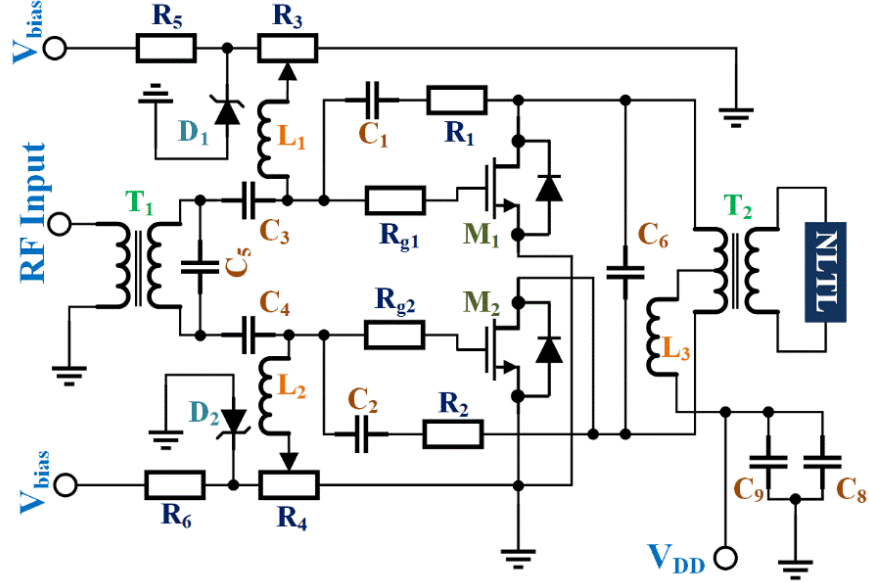 Vbias
R5
R3
D1
L1
C1
R1
RF Input
T1
C3
Rg1
M1
C5
C6
T2
NLTL
C4
Rg2
M2
L3
D2
L2
C2
R2
Vbias
R6
R4
C9
C8
VDD